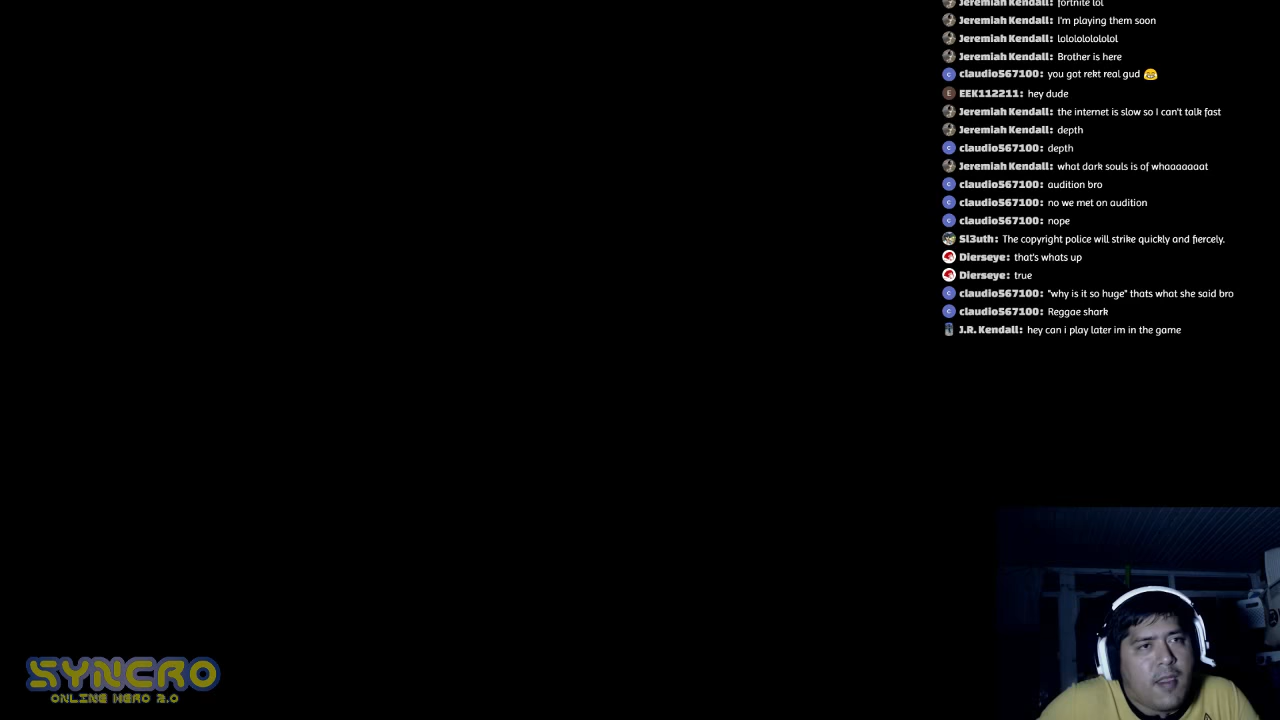 Jeremiah Kendall: fortnite lol
Jeremiah Kendall: I'm playing them soon
Jeremiah Kendall: lolololololol
Jeremiah Kendall: Brother is here
claudio567100: you got rekt real gud 😂
EEK112211: hey dude
Jeremiah Kendall: the internet is slow so I can't talk fast
Jeremiah Kendall: depth
claudio567100: depth
Jeremiah Kendall: what dark souls is of whaaaaaaat
claudio567100: audition bro
claudio567100: no we met on audition
claudio567100: nope
Sl3uth: The copyright police will strike quickly and fiercely.
Dierseye: that's whats up
Dierseye: true
claudio567100: "why is it so huge" thats what she said bro
claudio567100: Reggae shark
J.R. Kendall: hey can i play later im in the game
SYNCRO
ONLINE HERO 2.0